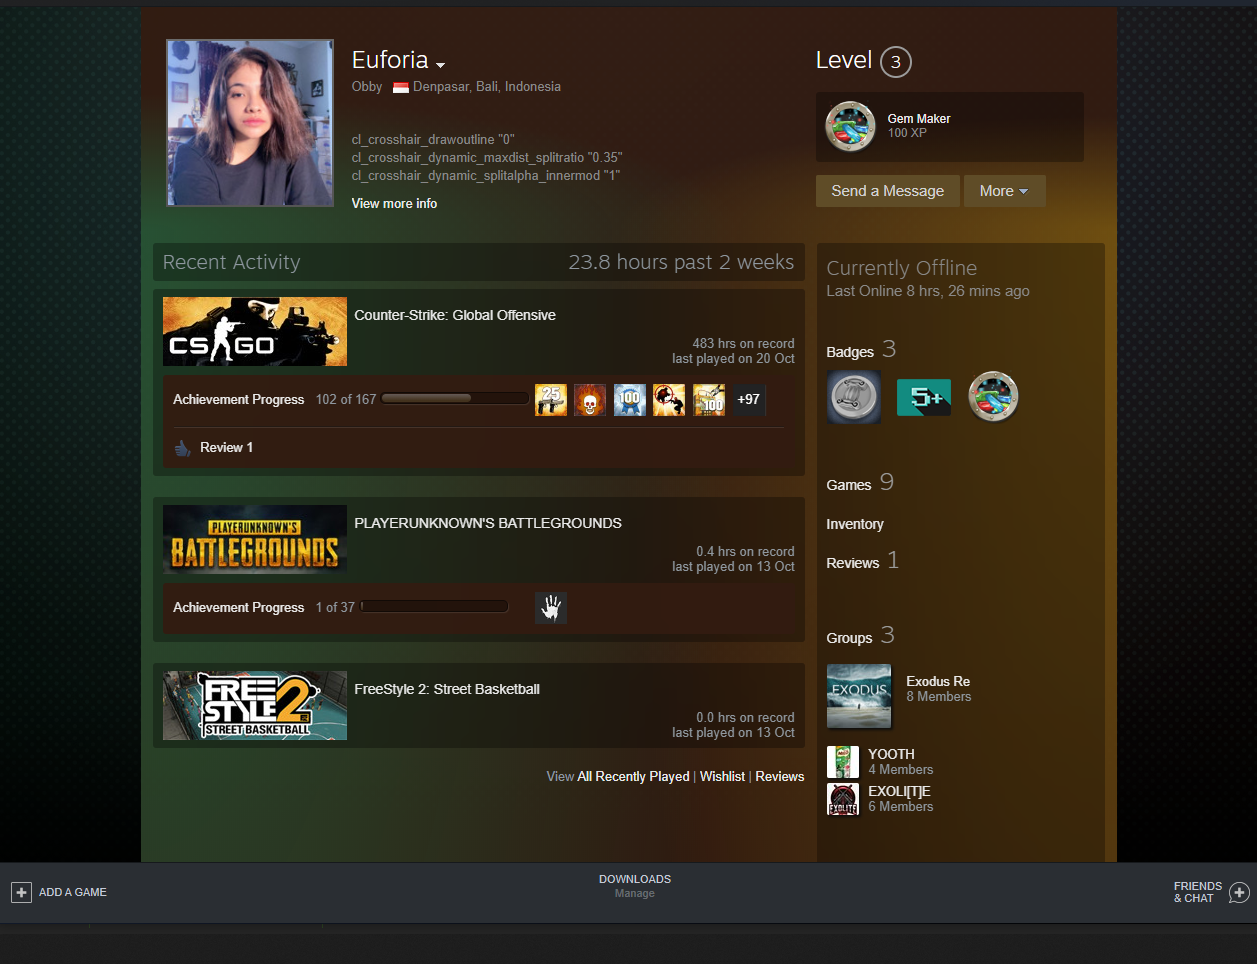 Euforia
Obby Denpasar, Bali, Indonesia
cl_crosshair_drawoutline "0"
cl_crosshair_dynamic_maxdist_splitratio "0.35"
cl_crosshair_dynamic_splitalpha_innermod "1"
View more info
Level 3
Gem Maker
100 XP
Send a Message
More
Recent Activity 23.8 hours past 2 weeks
CS GO
Counter-Strike: Global Offensive
483 hrs on record
last played on 20 Oct
Achievement Progress 102 of 167
25
100
100
+97
Review 1
PLAYERUNKNOWN'S
BATTLEGROUNDS
PLAYERUNKNOWN'S BATTLEGROUNDS
0.4 hrs on record
last played on 13 Oct
Achievement Progress 1 of 37
FREE
STYLE 2
STREET BASKETBALL
FreeStyle 2: Street Basketball
0.0 hrs on record
last played on 13 Oct
View All Recently Played | Wishlist | Reviews
Currently Offline
Last Online 8 hrs, 26 mins ago
Badges 3
5+
Games 9
Inventory
Reviews 1
Groups 3
EXODUS
Exodus Re
8 Members
YOOTH
4 Members
EXOLITE
EXOLI[T]E
6 Members
ADD A GAME
DOWNLOADS
Manage
FRIENDS
& CHAT